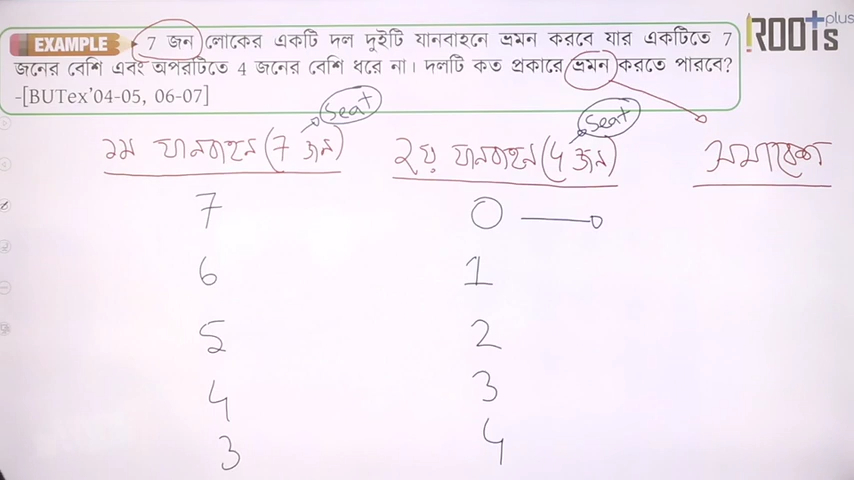 EXAMPLE 7 জন লোকের একটি দল দুইটি যানবাহনে ভ্রমন করবে যার একটিতে 7
জনের বেশি এবং অপরটিতে 4 জনের বেশি ধরে না। দলটি কত প্রকারে ভ্রমন করতে পারবে?
-[BUTex'04-05, 06-07]
ROOTs plus
Seat Seat
১ম যানবাহন (7 জন) ২য় যানবাহন (4 জন) সমাবেশ
7 0
6 1
5 2
4 3
3 4